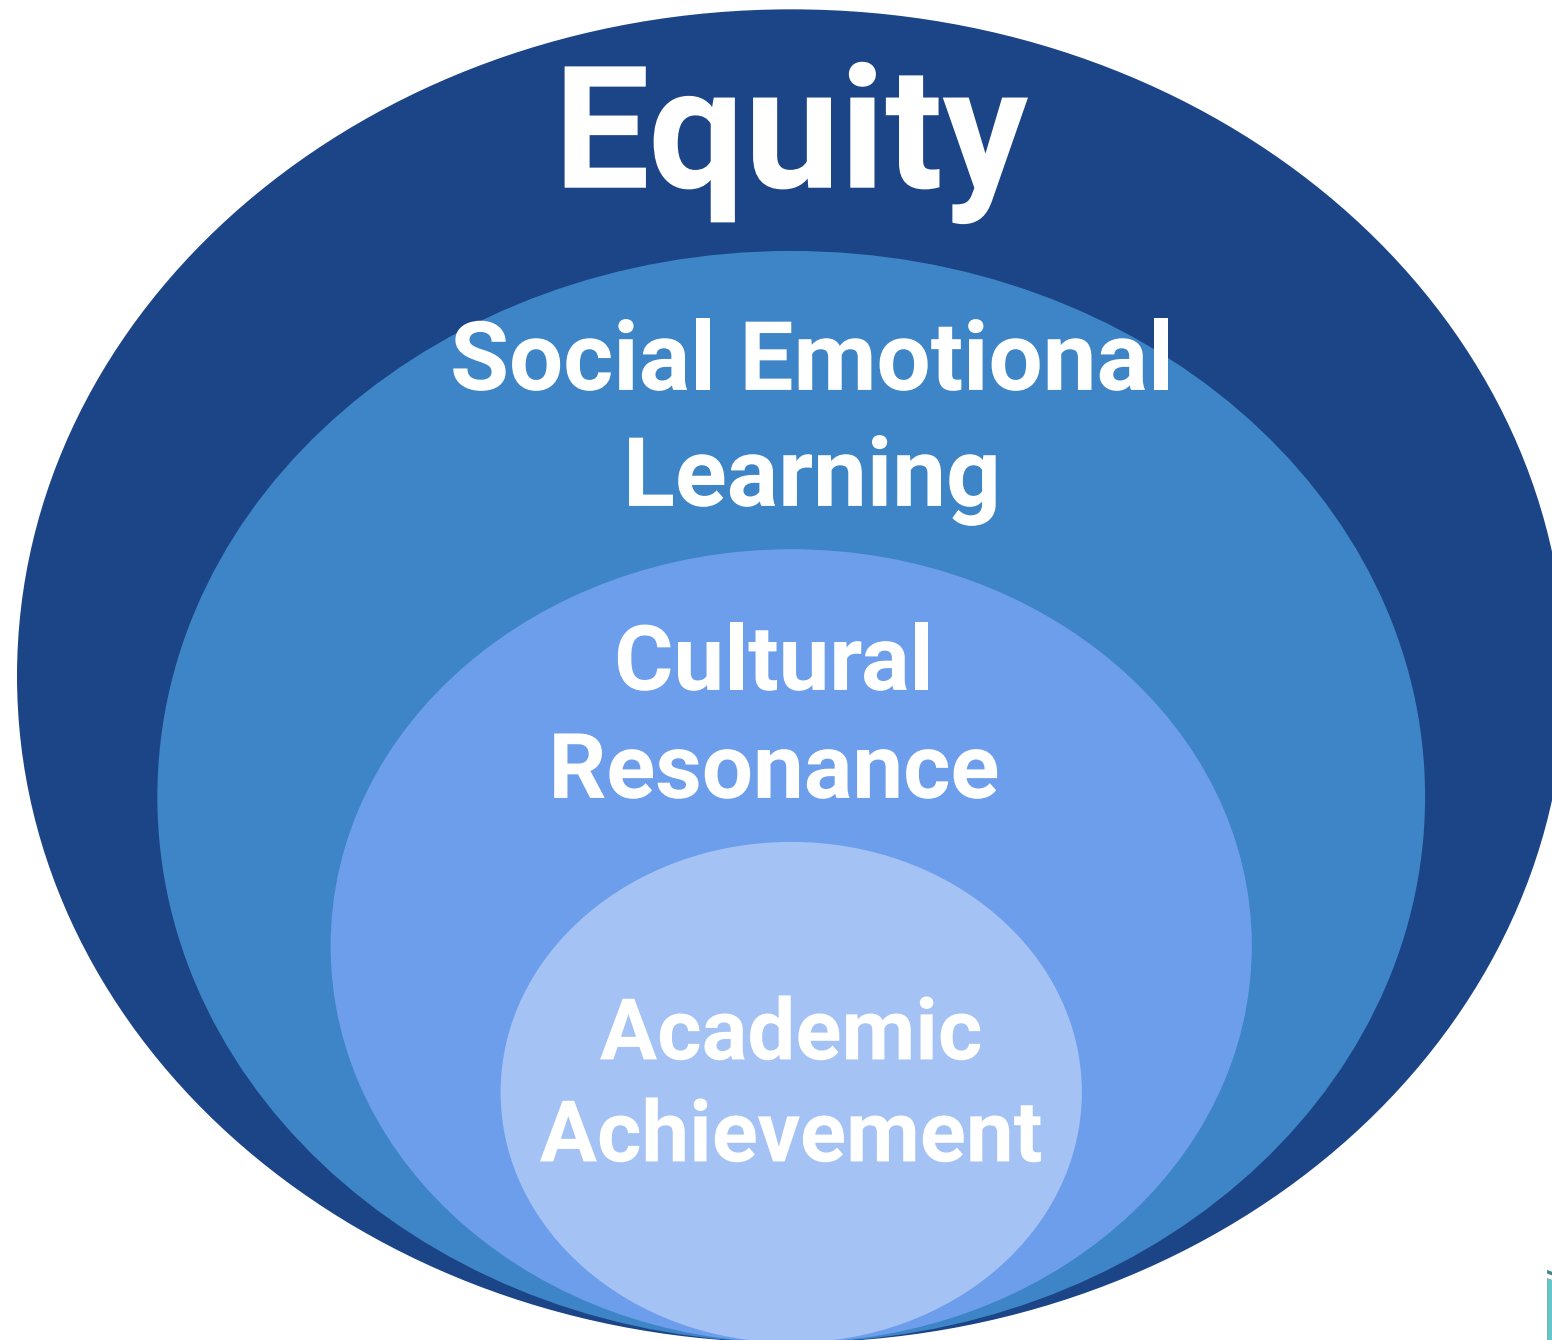 Equity
Social Emotional
Learning
Cultural
Resonance
Academic
Achievement